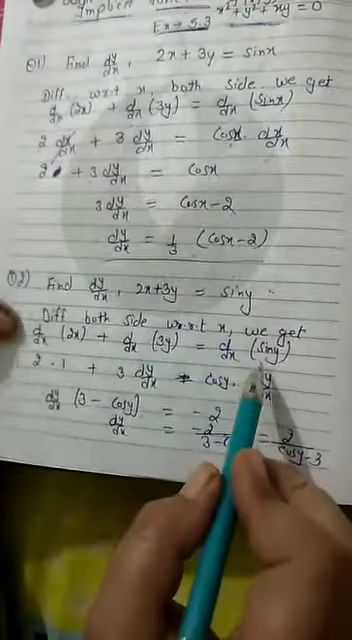 Implicit x² + y² + xy = 0
Ex → 5.3
Q1) Find dy/dx, 2x + 3y = sinx
Diff w.r.t x, both side we get
d/dx (2x) + d/dx (3y) = d/dx (sinx)
2 dx/dx + 3 dy/dx = cosx. dx/dx
2 + 3 dy/dx = cosx
3 dy/dx = cosx - 2
dy/dx = 1/3 (cosx - 2)
Q2) Find dy/dx, 2x + 3y = siny
Diff both side w.r.t x, we get
d/dx (2x) + d/dx (3y) = d/dx (siny)
2 . 1 + 3 dy/dx = cosy.
dy/dx (3 - cosy) = -2
dy/dx = -2/3-c = 2/cosy-3